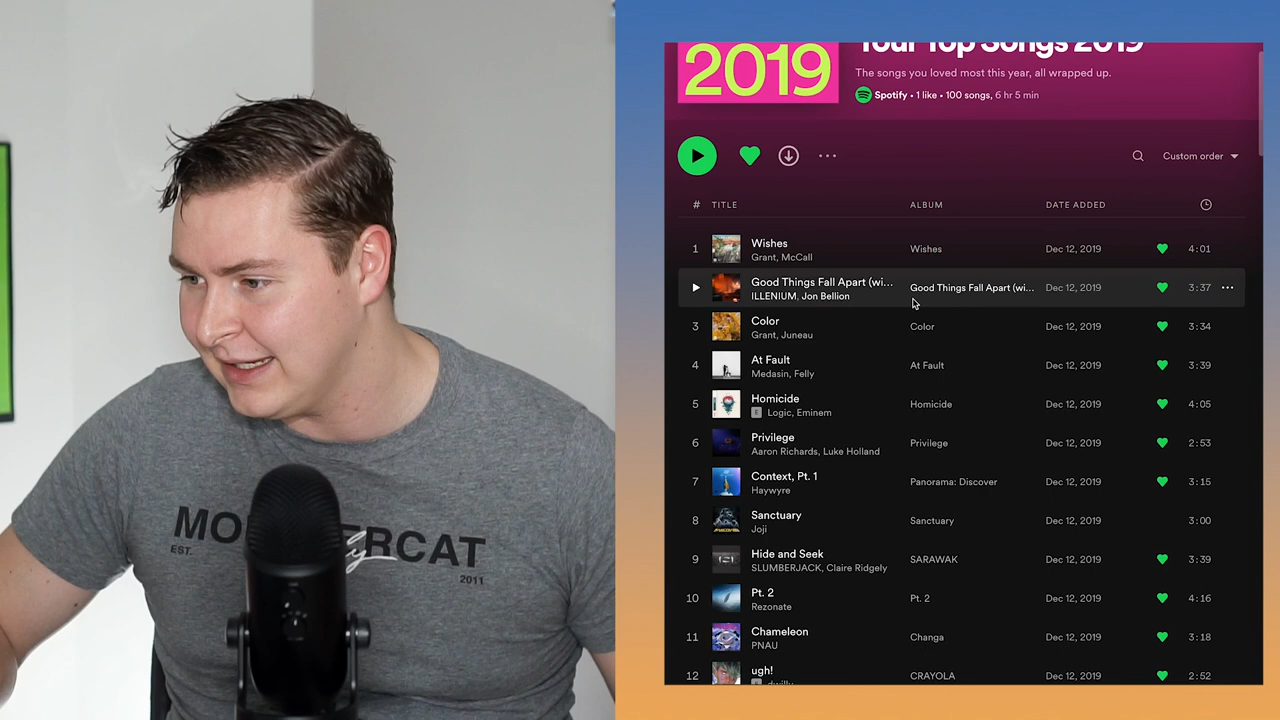 MON
ERCAT
EST.
by
2011
2019
Your Top Songs 2019
The songs you loved most this year, all wrapped up.
Spotify • 1 like • 100 songs, 6 hr 5 min
Custom order
# TITLE ALBUM DATE ADDED
1 Wishes Wishes Dec 12, 2019 4:01
Grant, McCall
Good Things Fall Apart (wi... Good Things Fall Apart (wi... Dec 12, 2019 3:37 ...
ILLENIUM, Jon Bellion
3 Color Color Dec 12, 2019 3:34
Grant, Juneau
4 At Fault At Fault Dec 12, 2019 3:39
Medasin, Felly
5 Homicide Homicide Dec 12, 2019 4:05
E Logic, Eminem
6 Privilege Privilege Dec 12, 2019 2:53
Aaron Richards, Luke Holland
7 Context, Pt. 1 Panorama: Discover Dec 12, 2019 3:15
Haywyre
8 Sanctuary Sanctuary Dec 12, 2019 3:00
Joji
9 Hide and Seek SARAWAK Dec 12, 2019 3:39
SLUMBERJACK, Claire Ridgely
10 Pt. 2 Pt. 2 Dec 12, 2019 4:16
Rezonate
11 Chameleon Changa Dec 12, 2019 3:18
PNAU
12 ugh! CRAYOLA Dec 12, 2019 2:52